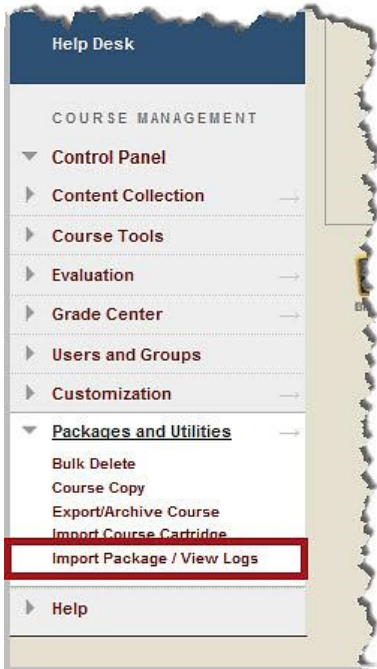 Help Desk
COURSE MANAGEMENT
Control Panel
Content Collection
Course Tools
Evaluation
Grade Center
Users and Groups
Customization
Packages and Utilities
Bulk Delete
Course Copy
Export/Archive Course
Import Course Cartridge
Import Package / View Logs
Help